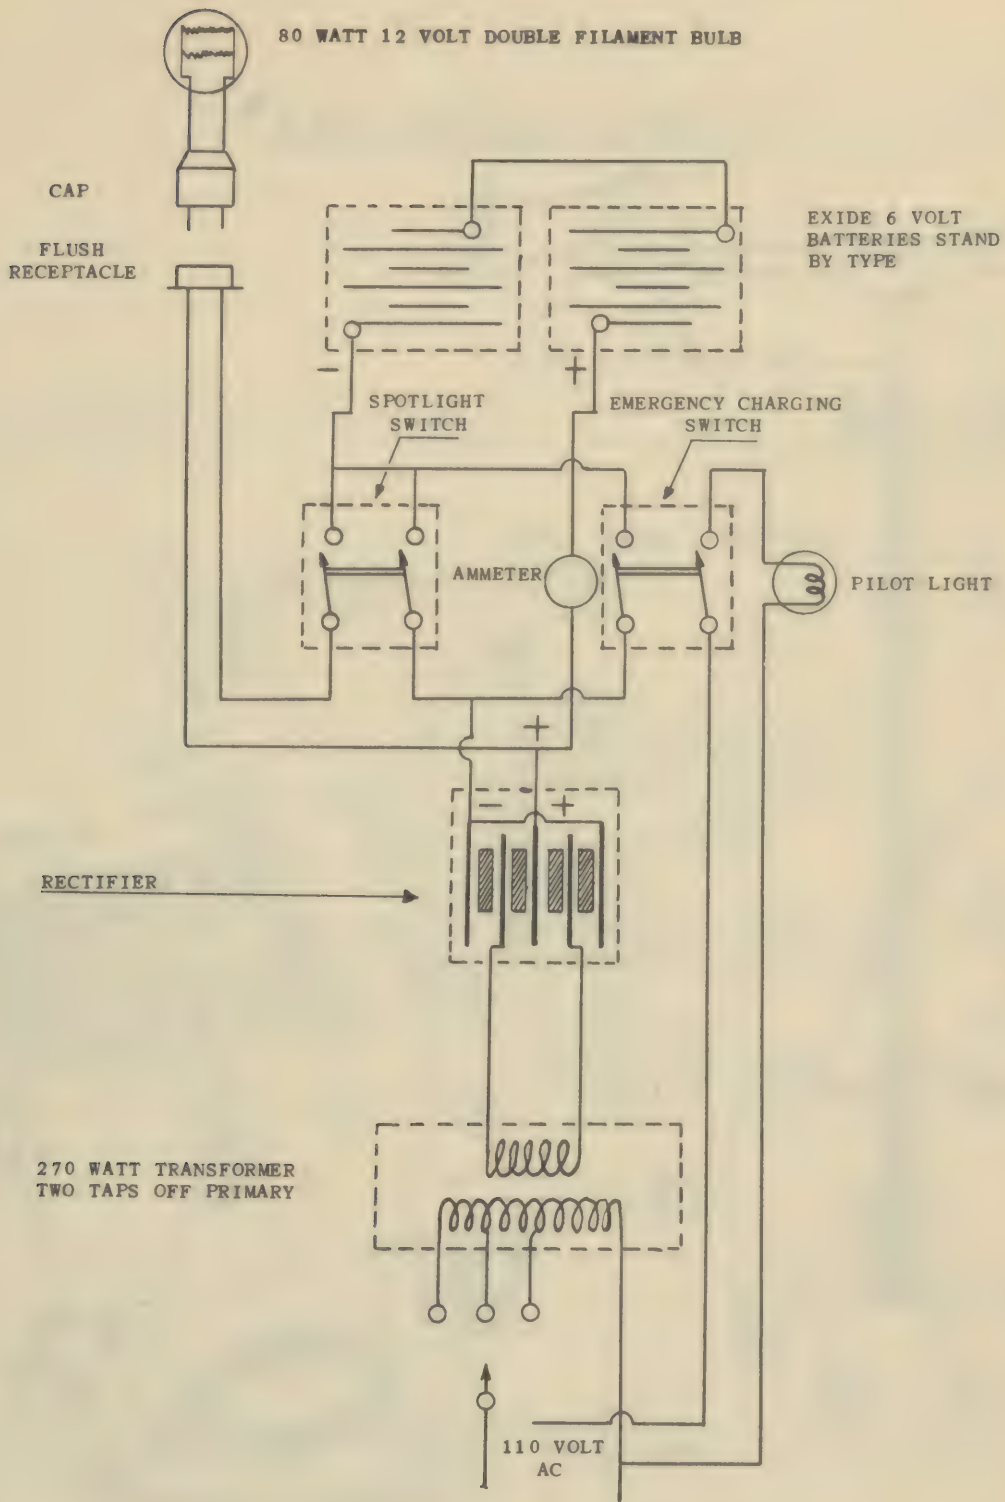 80 WATT 12 VOLT DOUBLE FILAMENT BULB
CAP
FLUSH
RECEPTACLE
EXIDE 6 VOLT
BATTERIES STAND
BY TYPE
-
+
SPOTLIGHT
SWITCH
EMERGENCY CHARGING
SWITCH
AMMETER
PILOT LIGHT
+
- +
RECTIFIER
270 WATT TRANSFORMER
TWO TAPS OFF PRIMARY
110 VOLT
AC